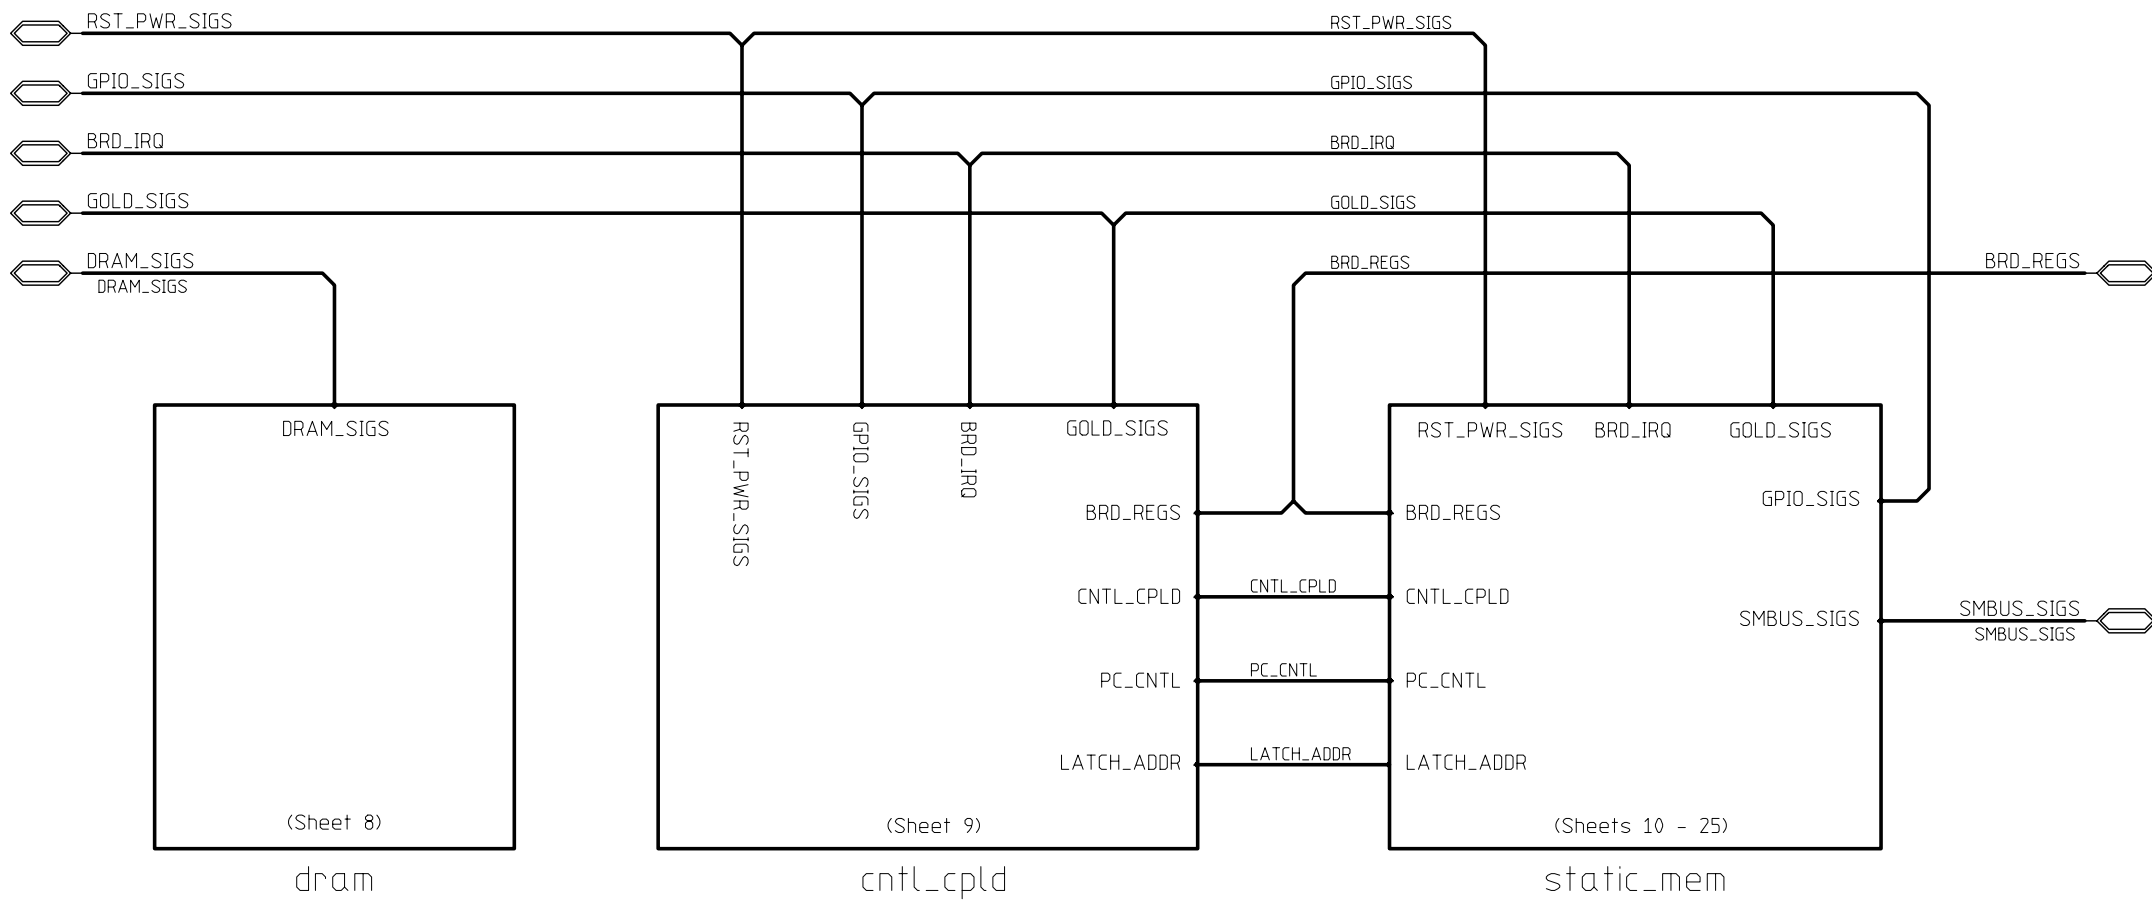 RST_PWR_SIGS
RST_PWR_SIGS
GPIO_SIGS
GPIO_SIGS
BRD_IRQ
BRD_IRQ
GOLD_SIGS
GOLD_SIGS
DRAM_SIGS
DRAM_SIGS
BRD_REGS
BRD_REGS
DRAM_SIGS
(Sheet 8)
dram
RST_PWR_SIGS
GPIO_SIGS
BRD_IRQ
GOLD_SIGS
BRD_REGS
CNTL_CPLD
PC_CNTL
LATCH_ADDR
(Sheet 9)
cntl_cpld
CNTL_CPLD
PC_CNTL
LATCH_ADDR
RST_PWR_SIGS
BRD_IRQ
GOLD_SIGS
GPIO_SIGS
BRD_REGS
CNTL_CPLD
SMBUS_SIGS
PC_CNTL
LATCH_ADDR
(Sheets 10 - 25)
static_mem
SMBUS_SIGS
SMBUS_SIGS